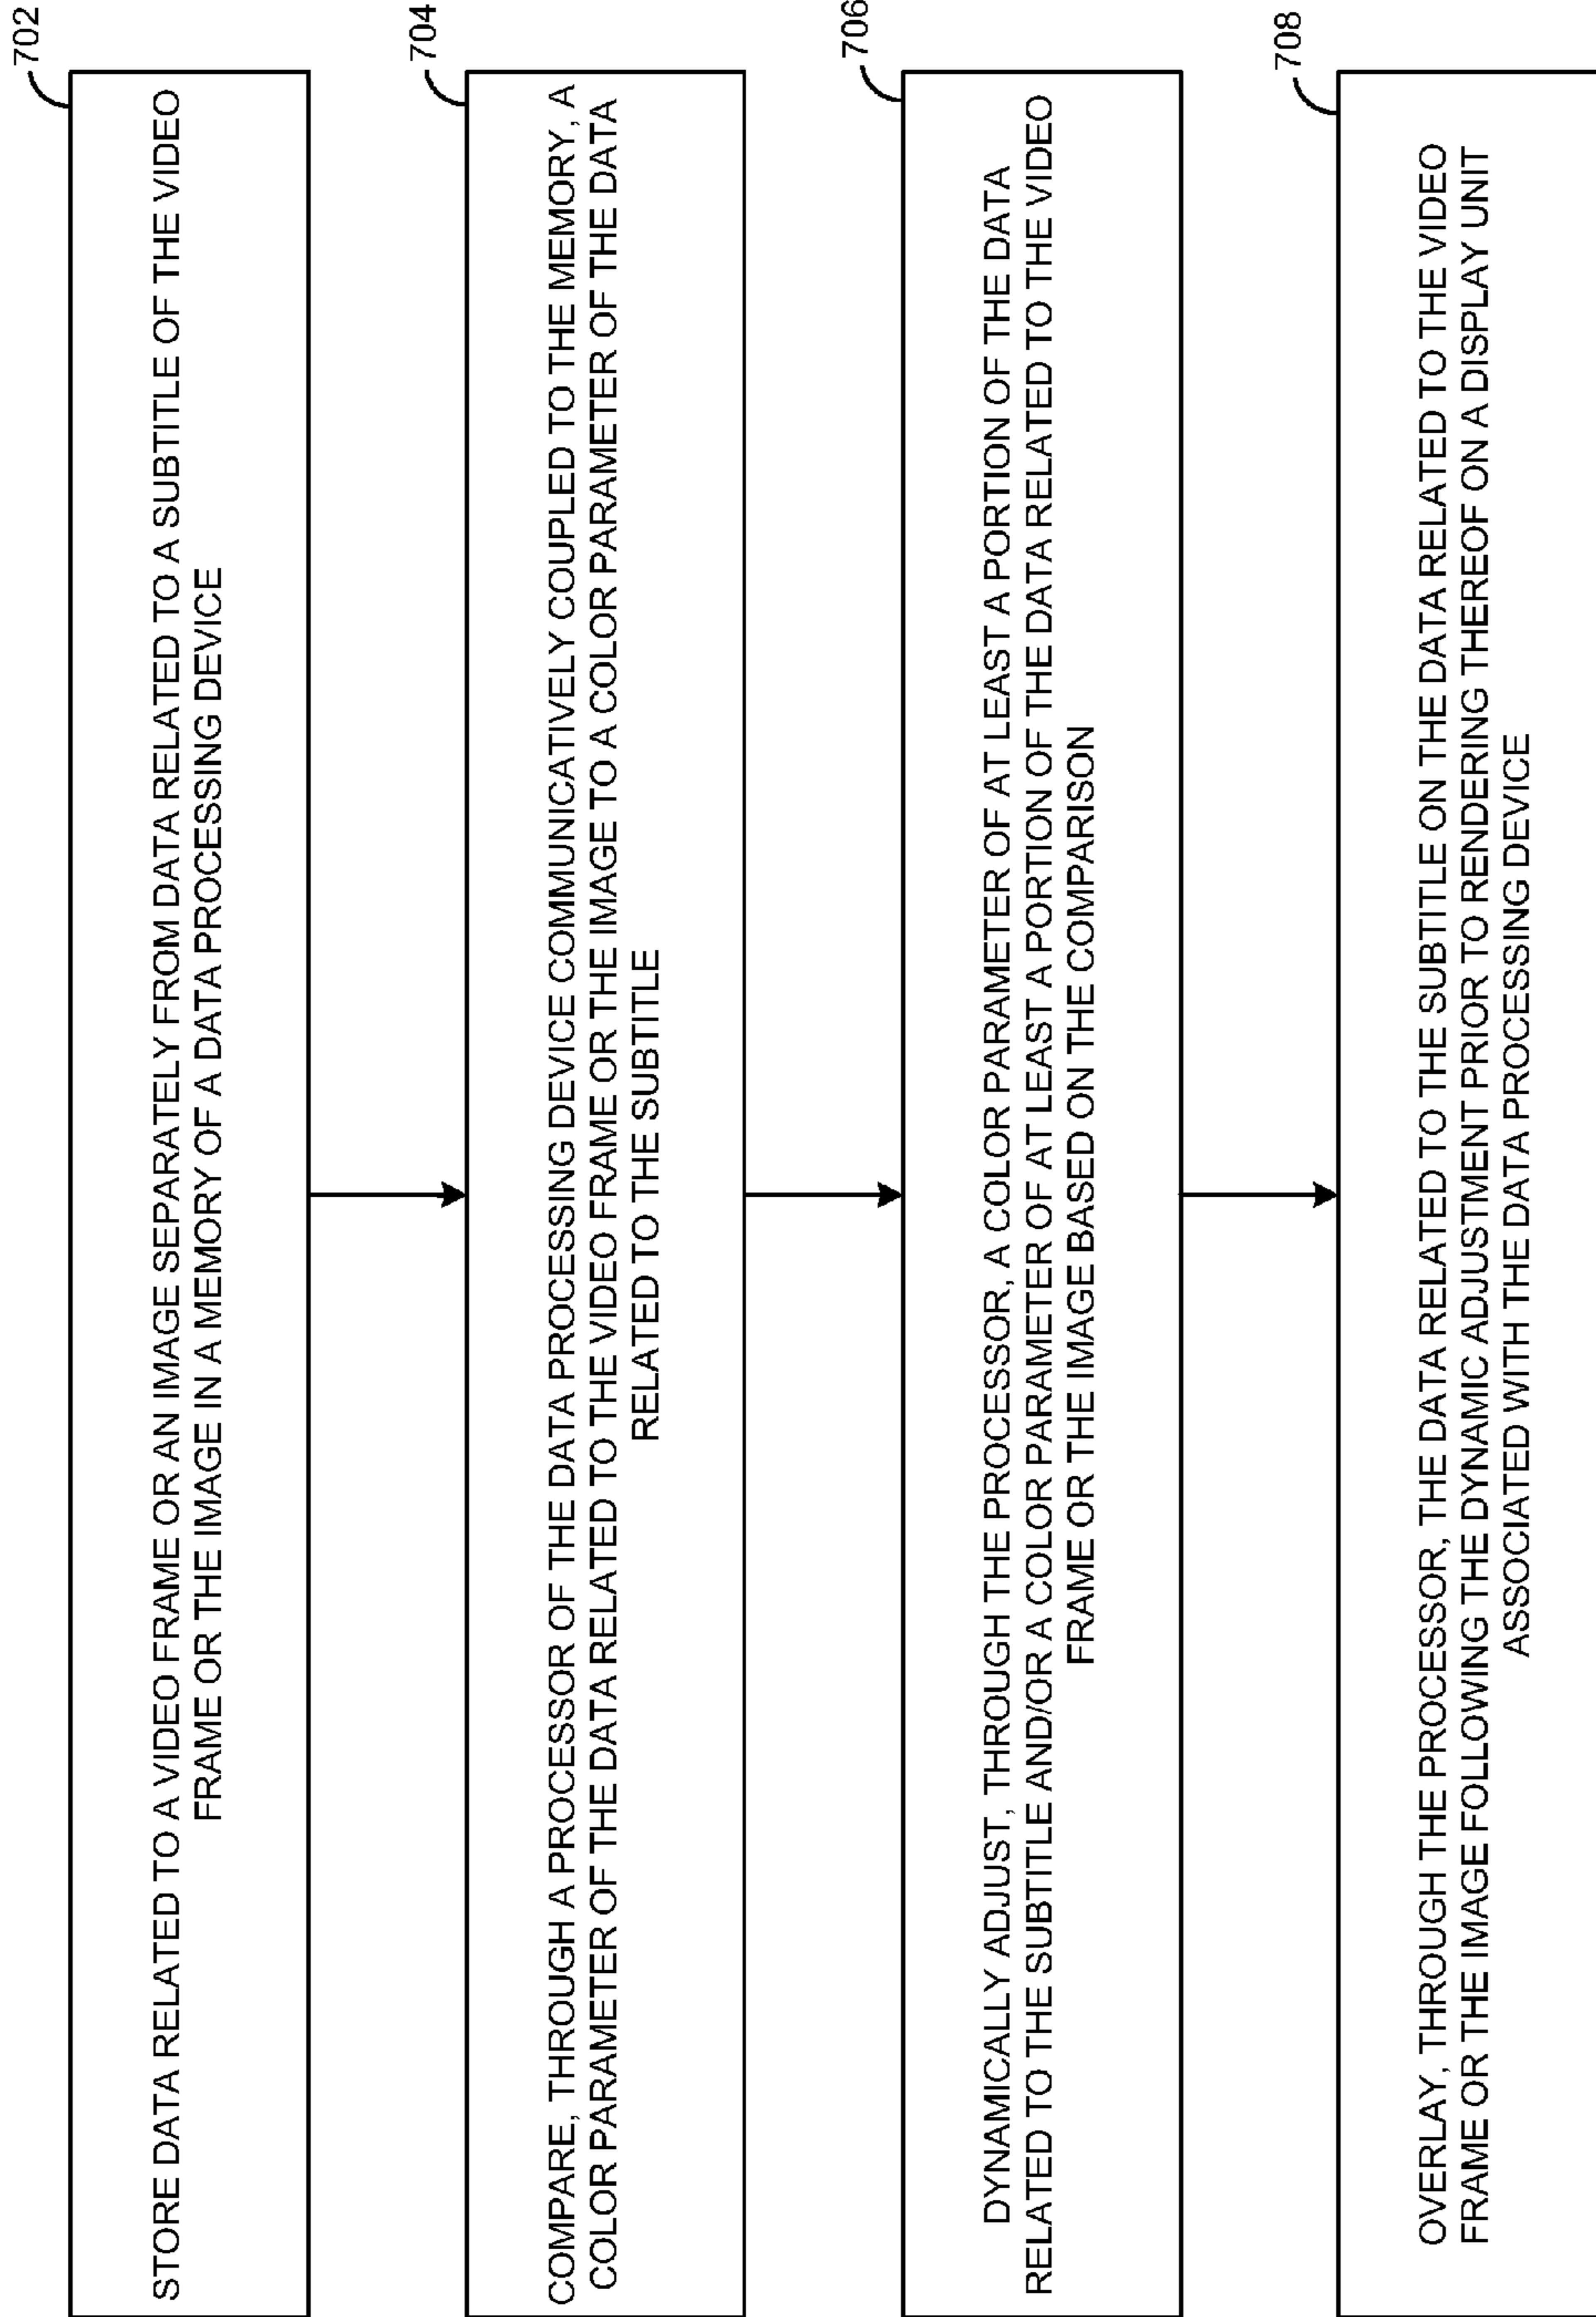 702
STORE DATA RELATED TO A VIDEO FRAME OR AN IMAGE SEPARATELY FROM DATA RELATED TO A SUBTITLE OF THE VIDEO
FRAME OR THE IMAGE IN A MEMORY OF A DATA PROCESSING DEVICE
704
COMPARE, THROUGH A PROCESSOR OF THE DATA PROCESSING DEVICE COMMUNICATIVELY COUPLED TO THE MEMORY, A
COLOR PARAMETER OF THE DATA RELATED TO THE VIDEO FRAME OR THE IMAGE TO A COLOR PARAMETER OF THE DATA
RELATED TO THE SUBTITLE
706
DYNAMICALLY ADJUST, THROUGH THE PROCESSOR, A COLOR PARAMETER OF AT LEAST A PORTION OF THE DATA
RELATED TO THE SUBTITLE AND/OR A COLOR PARAMETER OF AT LEAST A PORTION OF THE DATA RELATED TO THE VIDEO
FRAME OR THE IMAGE BASED ON THE COMPARISON
708
OVERLAY, THROUGH THE PROCESSOR, THE DATA RELATED TO THE SUBTITLE ON THE DATA RELATED TO THE VIDEO
FRAME OR THE IMAGE FOLLOWING THE DYNAMIC ADJUSTMENT PRIOR TO RENDERING THEREOF ON A DISPLAY UNIT
ASSOCIATED WITH THE DATA PROCESSING DEVICE